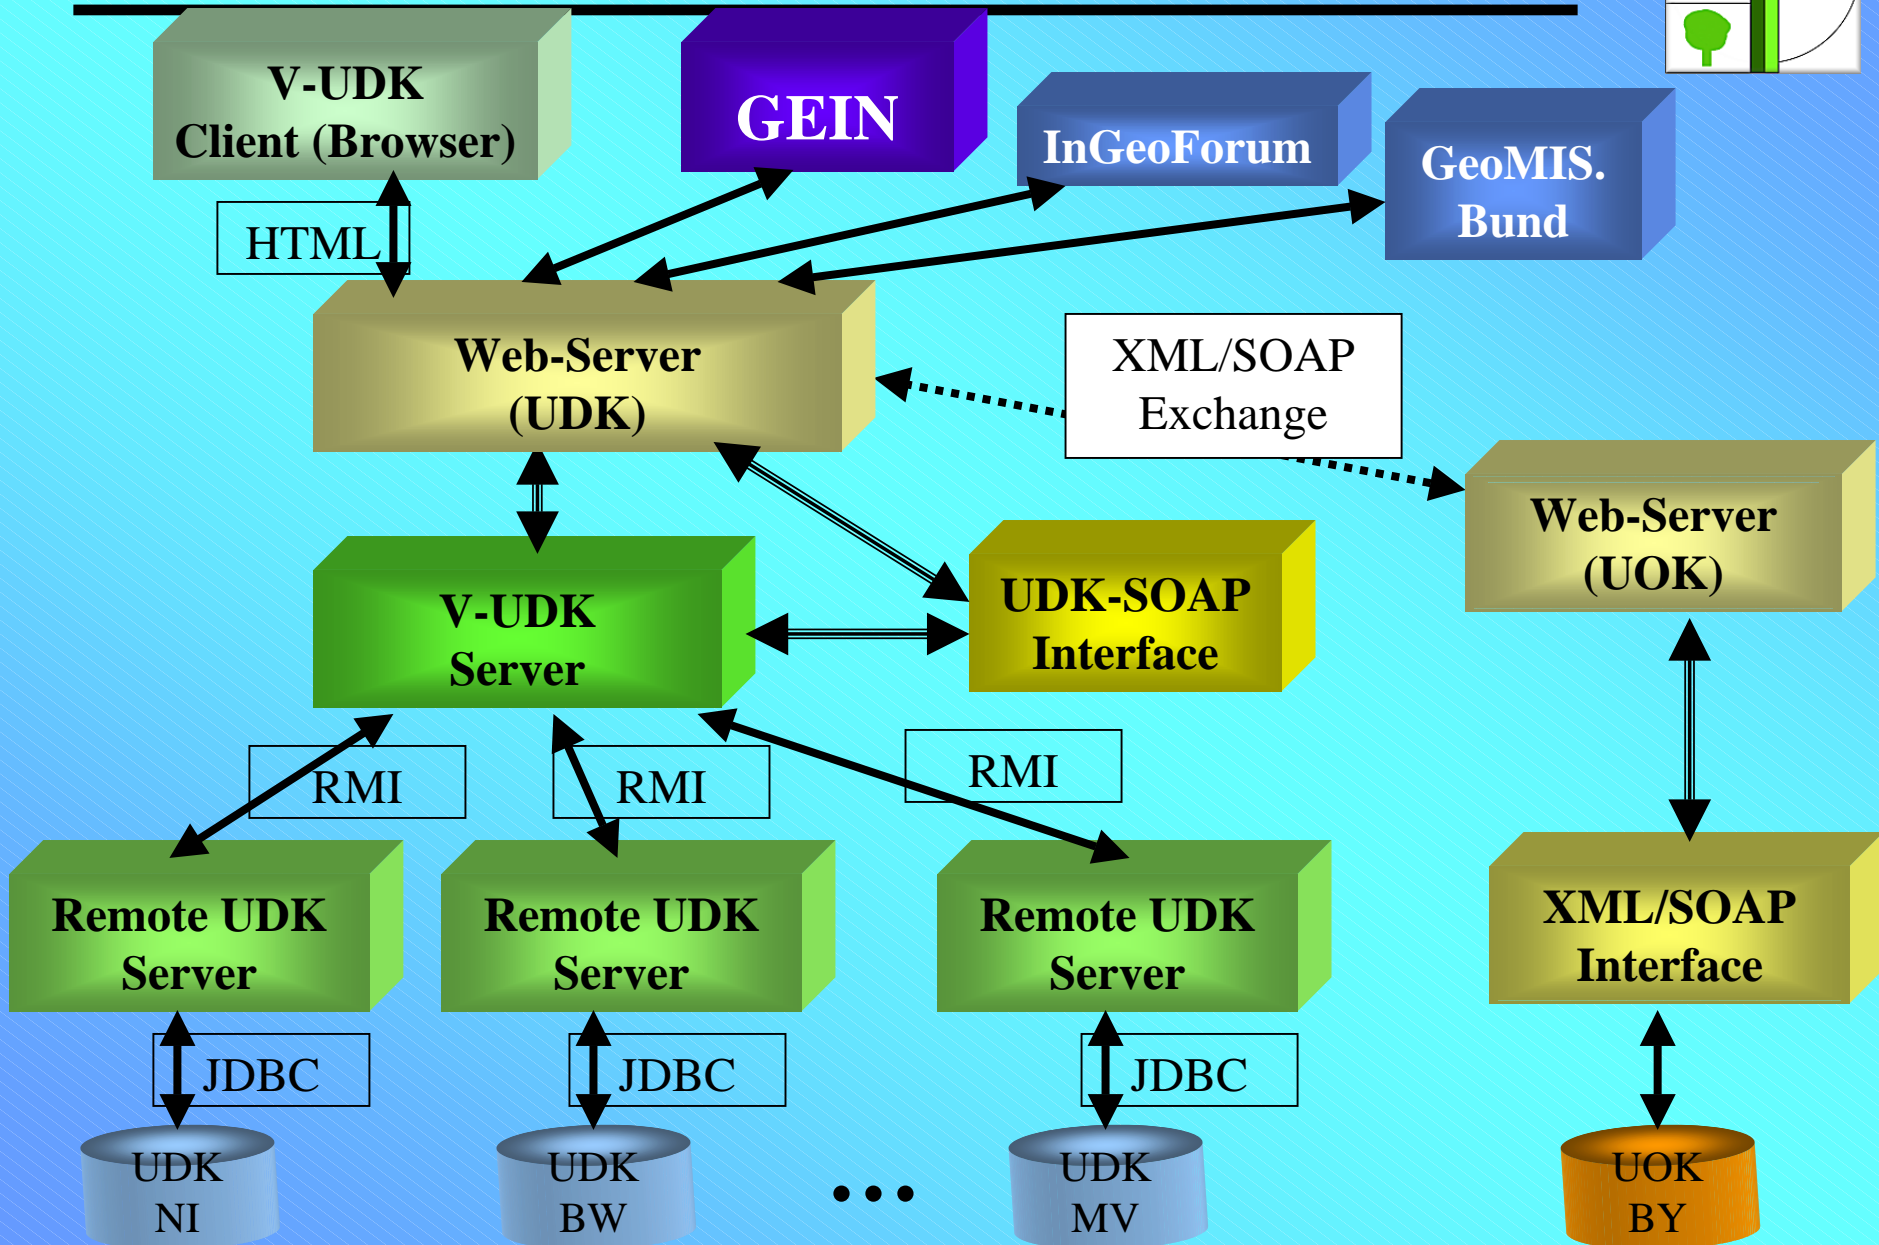 V-UDK
Client (Browser)
GEIN
InGeoForum
GeoMIS.
Bund
HTML
Web-Server
(UDK)
XML/SOAP
Exchange
Web-Server
(UOK)
V-UDK
Server
UDK-SOAP
Interface
RMI
RMI
RMI
Remote UDK
Server
Remote UDK
Server
Remote UDK
Server
XML/SOAP
Interface
JDBC
JDBC
JDBC
UDK
NI
UDK
BW
...
UDK
MV
UOK
BY